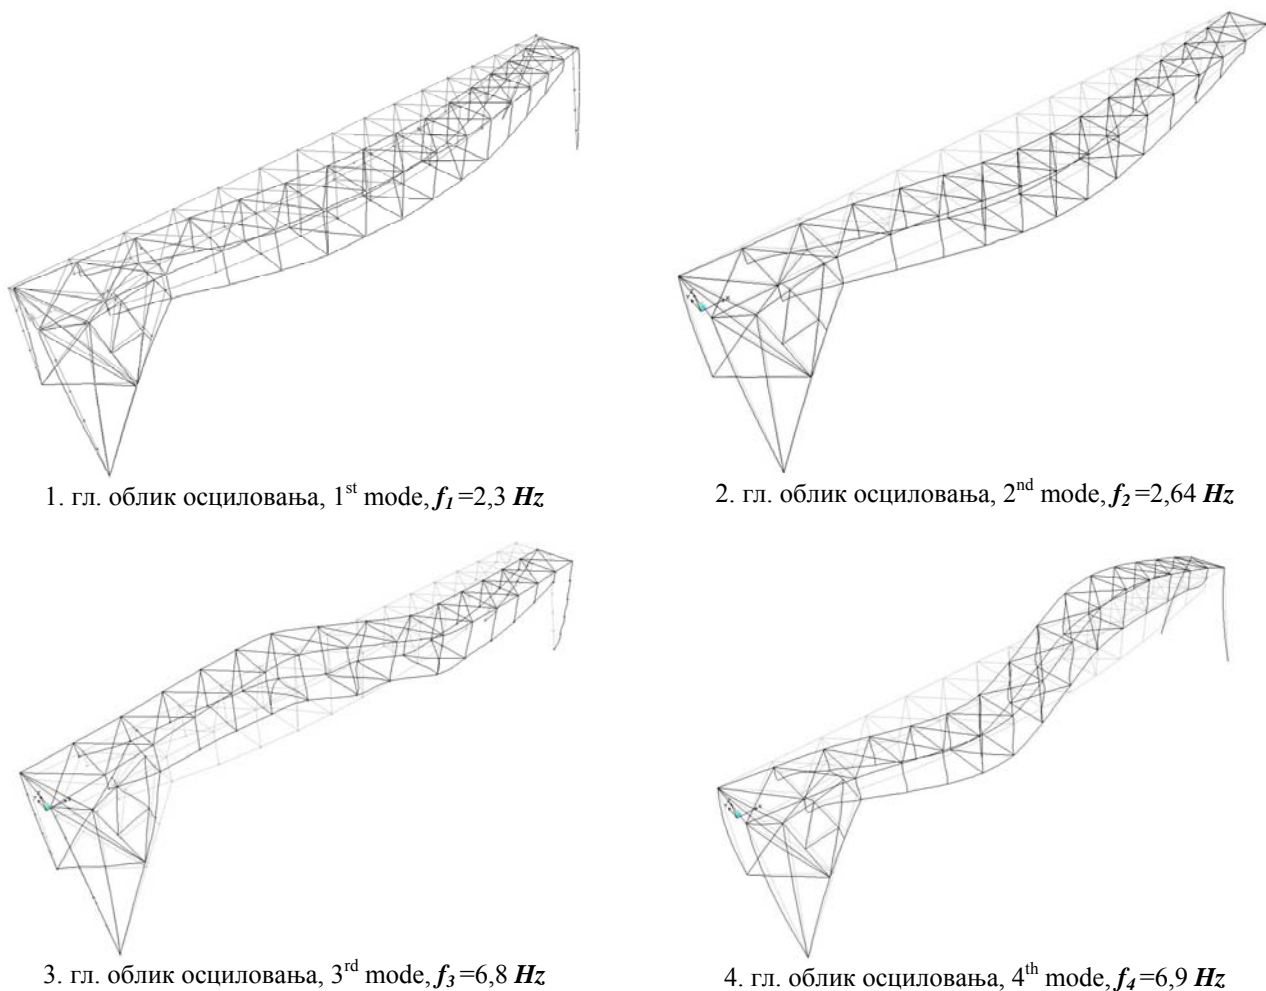 1. гл. облик осциловања, 1st mode, f1 =2,3 Hz
2. гл. облик осциловања, 2nd mode, f2 =2,64 Hz
3. гл. облик осциловања, 3rd mode, f3 =6,8 Hz
4. гл. облик осциловања, 4th mode, f4 =6,9 Hz